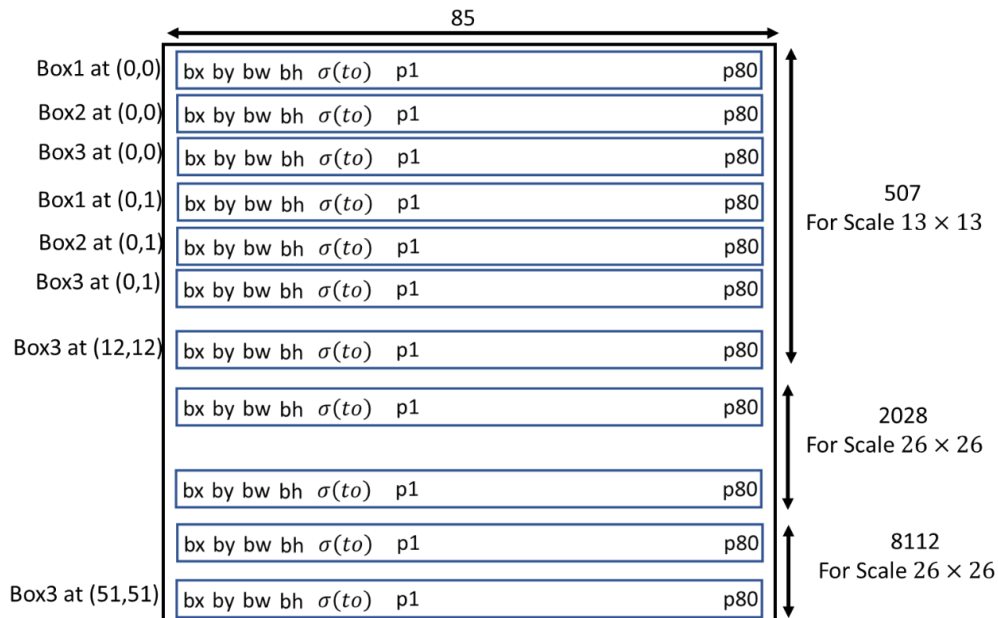 85
Box1 at (0,0) bx by bw bh σ(to) p1 p80
Box2 at (0,0) bx by bw bh σ(to) p1 p80
Box3 at (0,0) bx by bw bh σ(to) p1 p80
Box1 at (0,1) bx by bw bh σ(to) p1 p80
Box2 at (0,1) bx by bw bh σ(to) p1 p80
Box3 at (0,1) bx by bw bh σ(to) p1 p80
Box3 at (12,12) bx by bw bh σ(to) p1 p80
507
For Scale 13 × 13
bx by bw bh σ(to) p1 p80
bx by bw bh σ(to) p1 p80
2028
For Scale 26 × 26
bx by bw bh σ(to) p1 p80
Box3 at (51,51) bx by bw bh σ(to) p1 p80
8112
For Scale 26 × 26